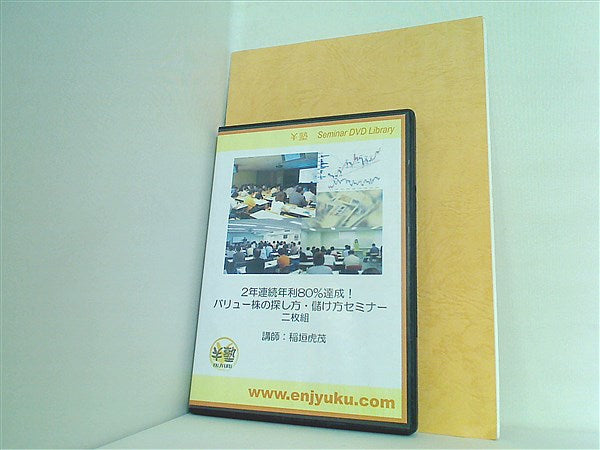 ¥塾 Seminar DVD Library
2年連続年利80%達成！
バリュー株の探し方・儲け方セミナー
二枚組
講師：稲垣虎茂
www.enjyuku.com